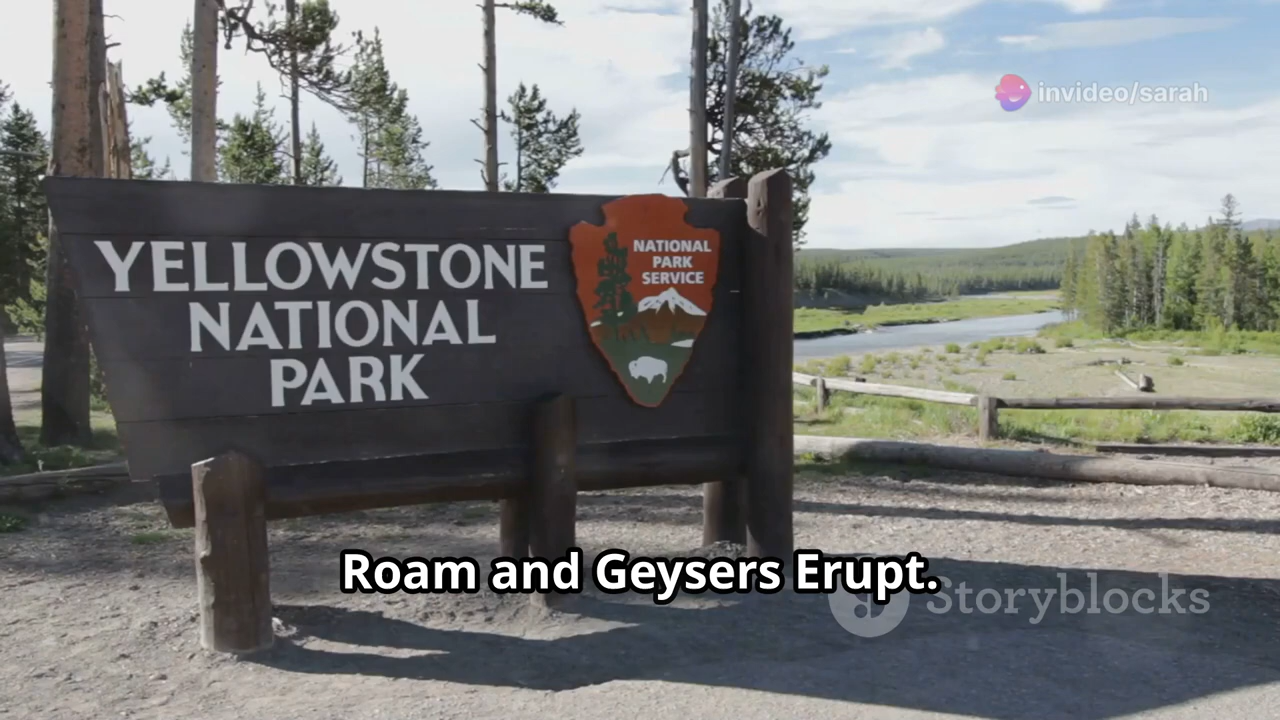 invideo/sarah
YELLOWSTONE
NATIONAL
PARK
NATIONAL
PARK
SERVICE
Roam and Geysers Erupt.
Storyblocks